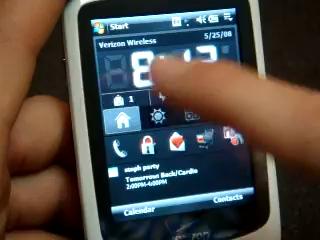 Start
Verizon Wireless 5/25/08
1
steph party
Tomorrow Back/Cardio
2:00PM-4:00PM
Calendar Contacts